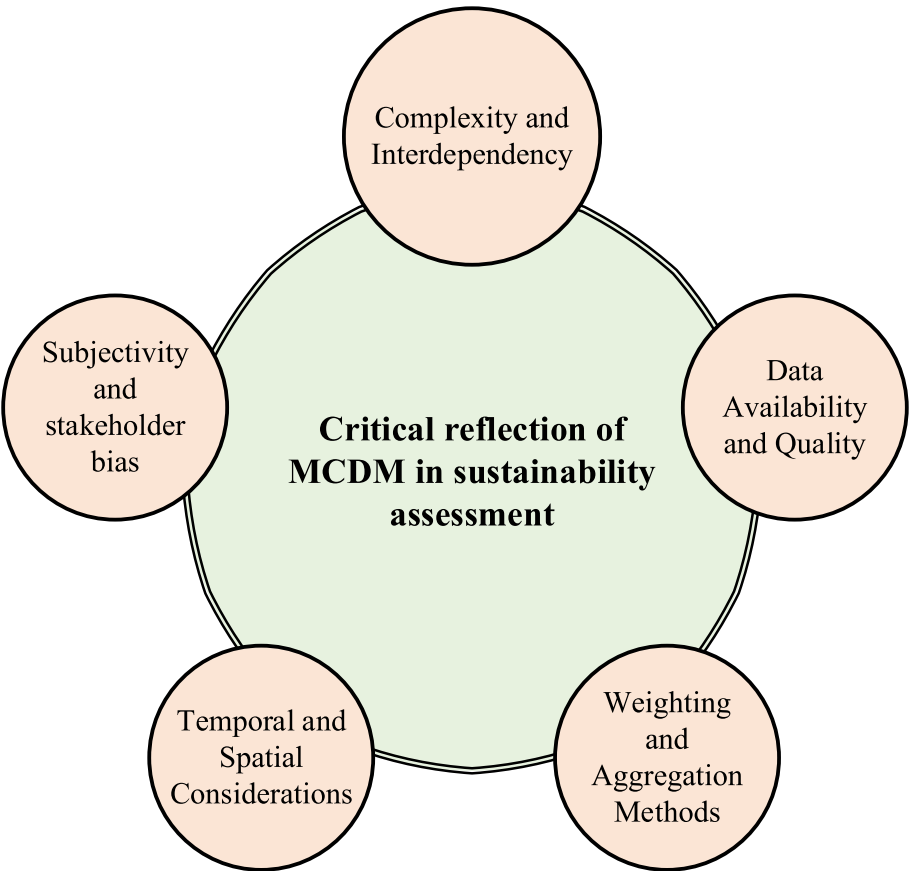 Complexity and
Interdependency
Subjectivity
and
stakeholder
bias
Data
Availability
and Quality
Critical reflection of
MCDM in sustainability
assessment
Temporal and
Spatial
Considerations
Weighting
and
Aggregation
Methods